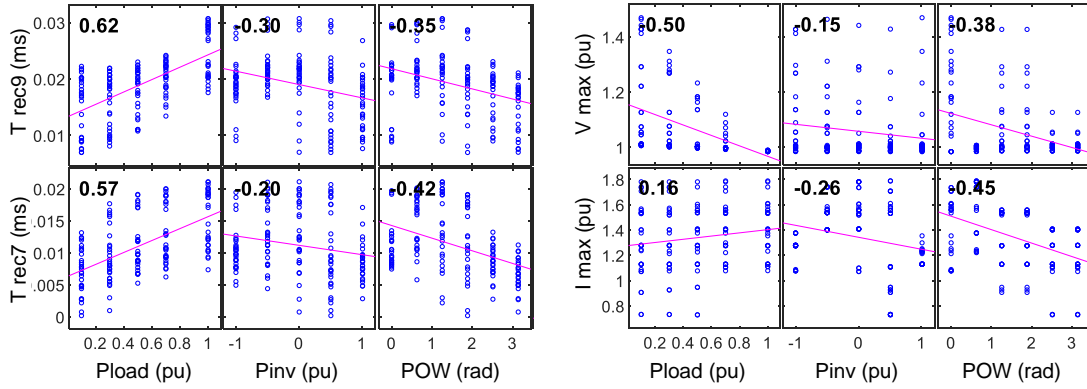 T rec9 (ms)
0.03
0.02
0.01
0.62
-0.30
-0.35
T rec7 (ms)
0.02
0.015
0.01
0.005
0
0.57
-0.20
-0.42
0.2 0.4 0.6 0.8 1
-1 0 1
0 1 2 3
Pload (pu)
Pinv (pu)
POW (rad)
V max (pu)
1.4
1.2
1
-0.50
-0.15
-0.38
I max (pu)
1.8
1.6
1.4
1.2
1
0.8
0.16
-0.26
-0.45
0.2 0.4 0.6 0.8 1
-1 0 1
0 1 2 3
Pload (pu)
Pinv (pu)
POW (rad)